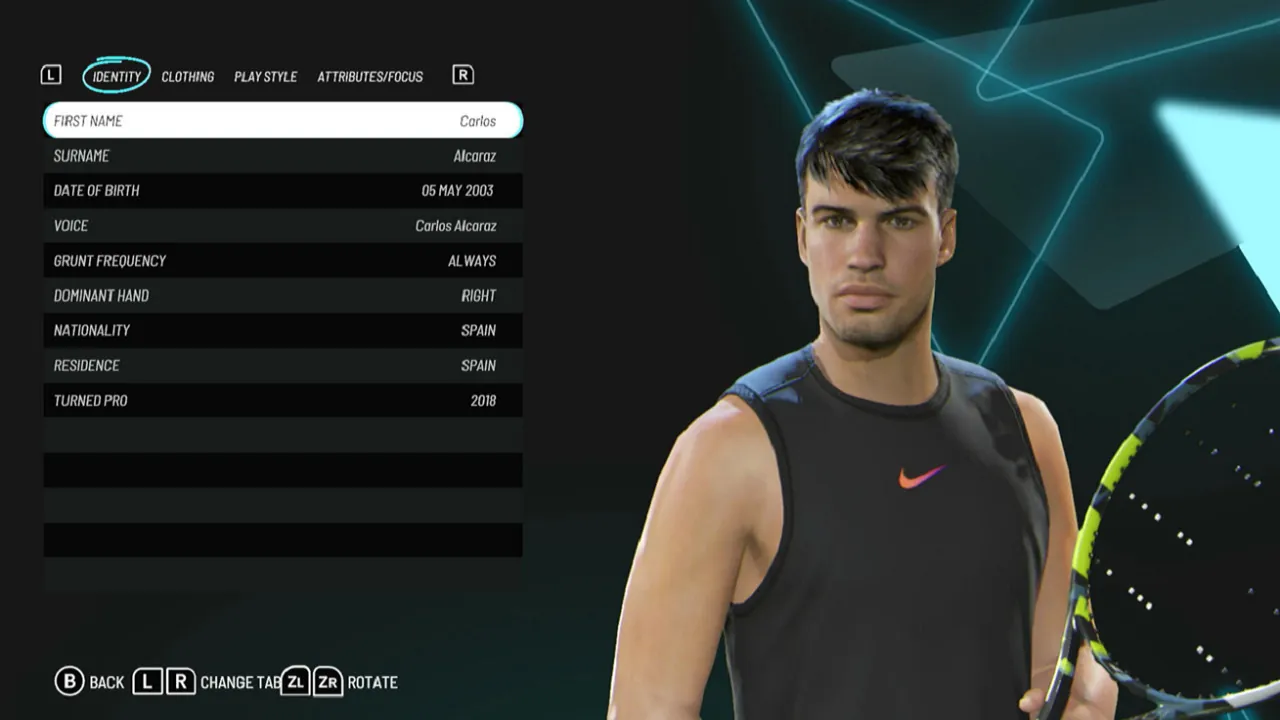 L IDENTITY CLOTHING PLAY STYLE ATTRIBUTES/FOCUS R
FIRST NAME Carlos
SURNAME Alcaraz
DATE OF BIRTH 05 MAY 2003
VOICE Carlos Alcaraz
GRUNT FREQUENCY ALWAYS
DOMINANT HAND RIGHT
NATIONALITY SPAIN
RESIDENCE SPAIN
TURNED PRO 2018
B BACK L R CHANGE TAB ZL ZR ROTATE